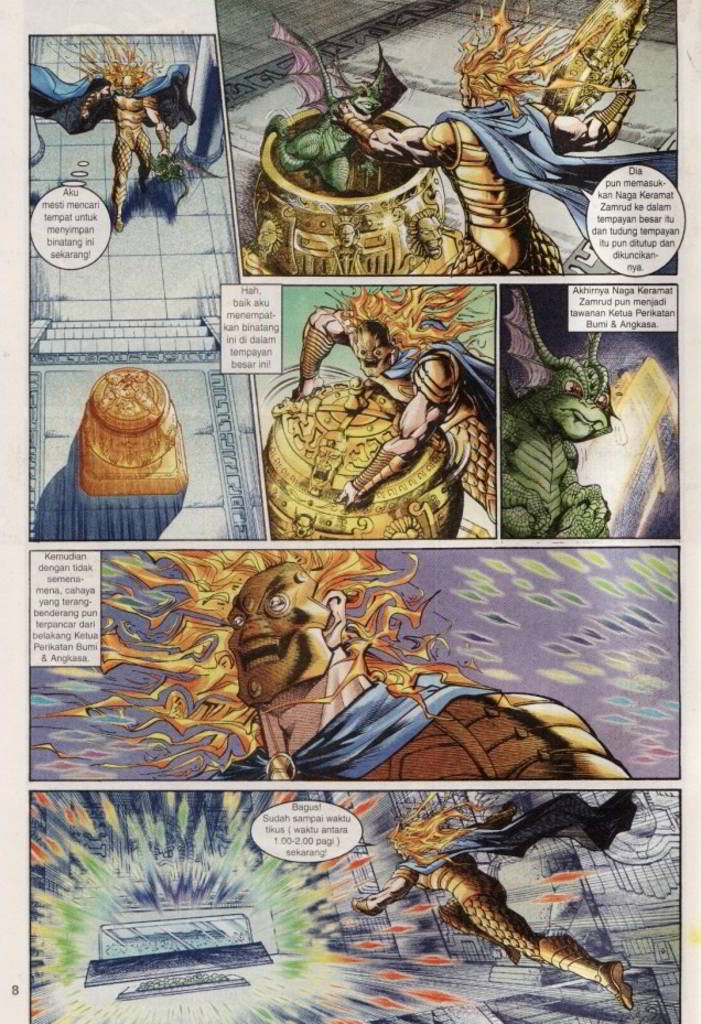 Aku
mesti mencari
tempat untuk
menyimpan
binatang ini
sekarang!
Dia
pun memasuk-
kan Naga Keramat
Zamrud ke dalam
tempayan besar itu
dan tudung tempayan
itu pun ditutup dan
dikuncikan-
nya.
Hah,
baik aku
menempat-
kan binatang
ini di dalam
tempayan
besar ini!
Akhirnya Naga Keramat
Zamrud pun menjadi
tawanan Ketua Perikatan
Bumi & Angkasa.
Kemudian
dengan tidak
semena-
mena, cahaya
yang terang-
benderang pun
terpancar dari
belakang Ketua
Perikatan Bumi
& Angkasa.
Bagus!
Sudah sampai waktu
tikus ( waktu antara
1.00-2.00 pagi )
sekarang!
8